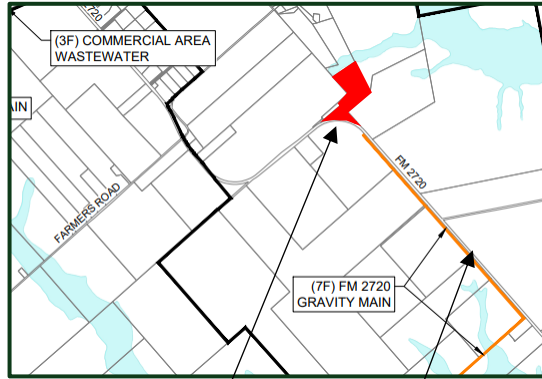 2720
(3F) COMMERCIAL AREA
WASTEWATER
AIN
FARMERS ROAD
FM 2720
(7F) FM 2720
GRAVITY MAIN